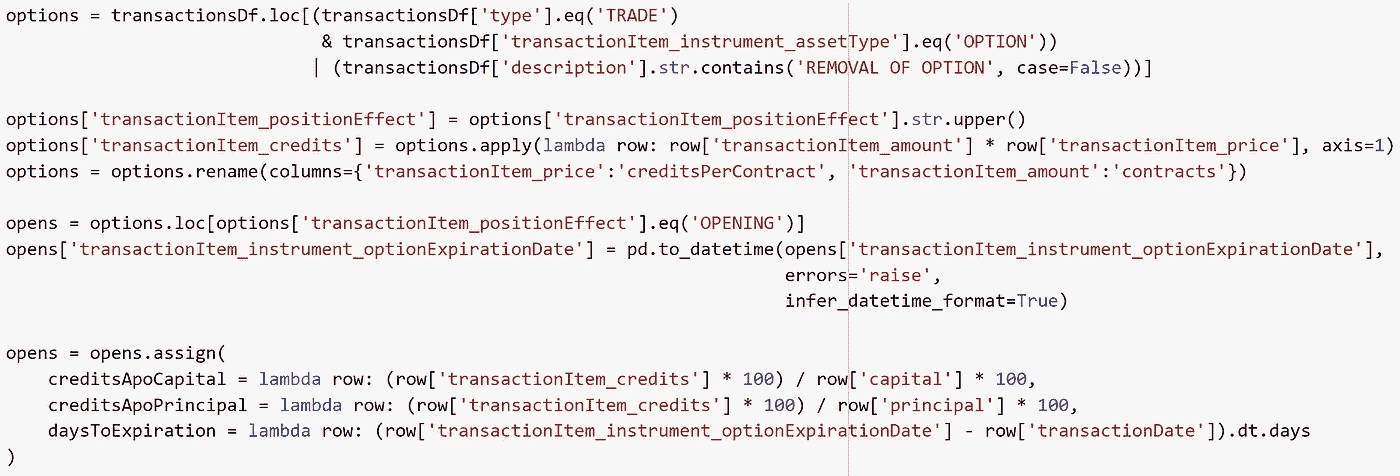 options = transactionsDf.loc[(transactionsDf['type'].eq('TRADE')
                              & transactionsDf['transactionItem_instrument_assetType'].eq('OPTION'))
                             | (transactionsDf['description'].str.contains('REMOVAL OF OPTION', case=False))]

options['transactionItem_positionEffect'] = options['transactionItem_positionEffect'].str.upper()
options['transactionItem_credits'] = options.apply(lambda row: row['transactionItem_amount'] * row['transactionItem_price'], axis=1)
options = options.rename(columns={'transactionItem_price':'creditsPerContract', 'transactionItem_amount':'contracts'})

opens = options.loc[options['transactionItem_positionEffect'].eq('OPENING')]
opens['transactionItem_instrument_optionExpirationDate'] = pd.to_datetime(opens['transactionItem_instrument_optionExpirationDate'],
                                                                          errors='raise',
                                                                          infer_datetime_format=True)

opens = opens.assign(
    creditsApoCapital = lambda row: (row['transactionItem_credits'] * 100) / row['capital'] * 100,
    creditsApoPrincipal = lambda row: (row['transactionItem_credits'] * 100) / row['principal'] * 100,
    daysToExpiration = lambda row: (row['transactionItem_instrument_optionExpirationDate'] - row['transactionDate']).dt.days
)